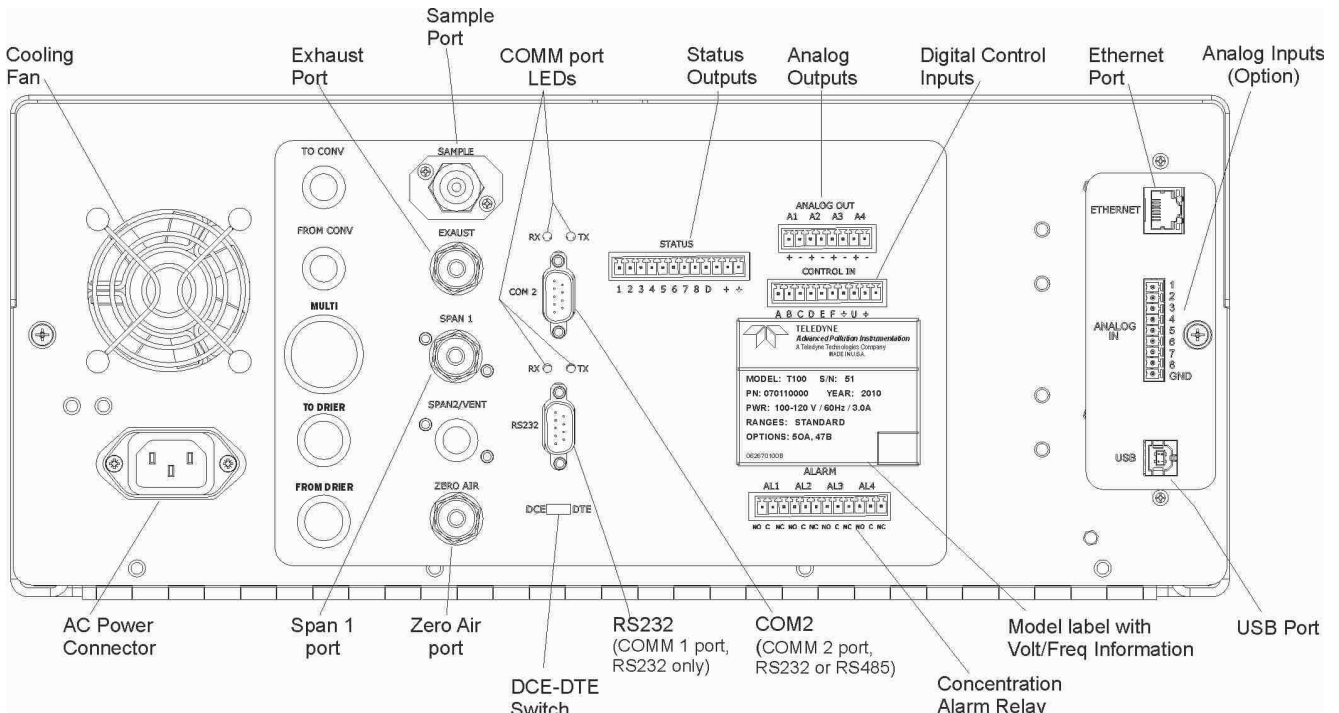 Sample
Port
Cooling
Fan
Exhaust
Port
COMM port
LEDs
Status
Outputs
Analog
Outputs
Digital Control
Inputs
Ethernet
Port
Analog Inputs
(Option)
TO CONV
SAMPLE
FROM CONV
EXHAUST
RX TX
COM 2
MULTI
SPAN 1
RX TX
TO DRIER
SPAN2/VENT
RS232
FROM DRIER
ZERO AIR
DCE DTE
STATUS
1 2 3 4 5 6 7 8 D +
ANALOG OUT
A1 A2 A3 A4
+ - + - + - + -
CONTROL IN
A B C D E F U
TELEDYNE
Advanced Pollution Instrumentation
A Teledyne Technologies Company
MADE IN U.S.A.
MODEL: T100 S/N: 51
PN: 070110000 YEAR: 2010
PWR: 100-120 V / 60Hz / 3.0A
RANGES: STANDARD
OPTIONS: 50A, 47B
ALARM
AL1 AL2 AL3 AL4
NO C NC NO C NC NO C NC NO C NC
ETHERNET
ANALOG
IN
1
2
3
4
5
6
7
8
GND
USB
AC Power
Connector
Span 1
port
Zero Air
port
DCE-DTE
Switch
RS232
(COMM 1 port,
RS232 only)
COM2
(COMM 2 port,
RS232 or RS485)
Concentration
Alarm Relay
Model label with
Volt/Freq Information
USB Port